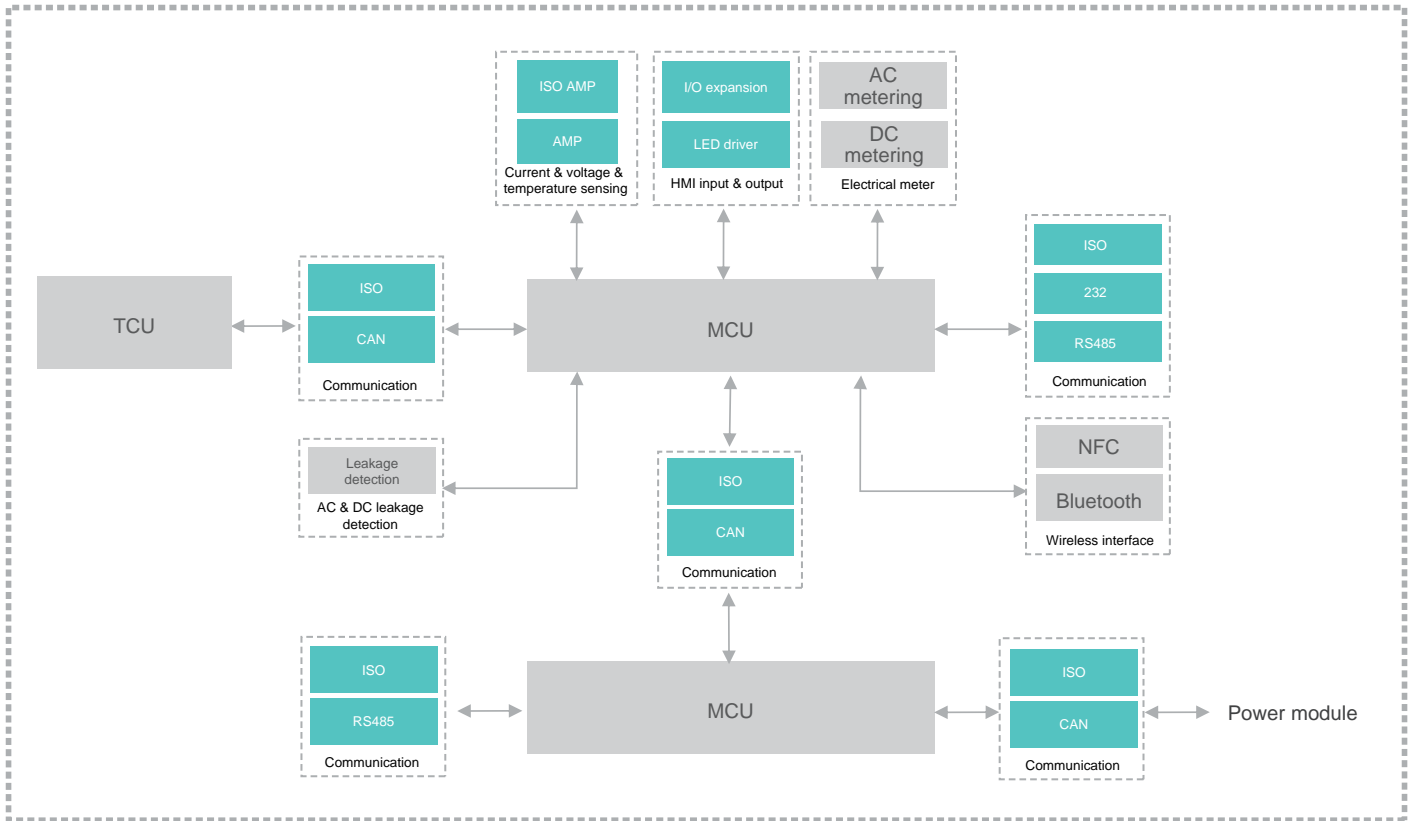 ISO AMP
AMP
Current & voltage &
temperature sensing
I/O expansion
LED driver
HMI input & output
AC
metering
DC
metering
Electrical meter
TCU
ISO
CAN
Communication
MCU
ISO
232
RS485
Communication
Leakage
detection
AC & DC leakage
detection
ISO
CAN
Communication
NFC
Bluetooth
Wireless interface
ISO
RS485
Communication
MCU
ISO
CAN
Communication
Power module